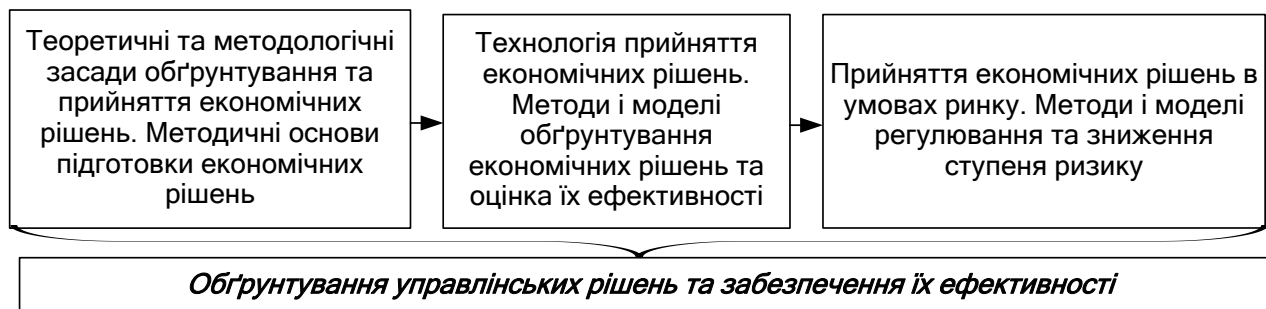 Теоретичні та методологічні
засади обґрунтування та
прийняття економічних
рішень. Методичні основи
підготовки економічних
рішень
Технологія прийняття
економічних рішень.
Методи і моделі
обґрунтування
економічних рішень та
оцінка їх ефективності
Прийняття економічних рішень в
умовах ринку. Методи і моделі
регулювання та зниження
ступеня ризику
Обґрунтування управлінських рішень та забезпечення їх ефективності